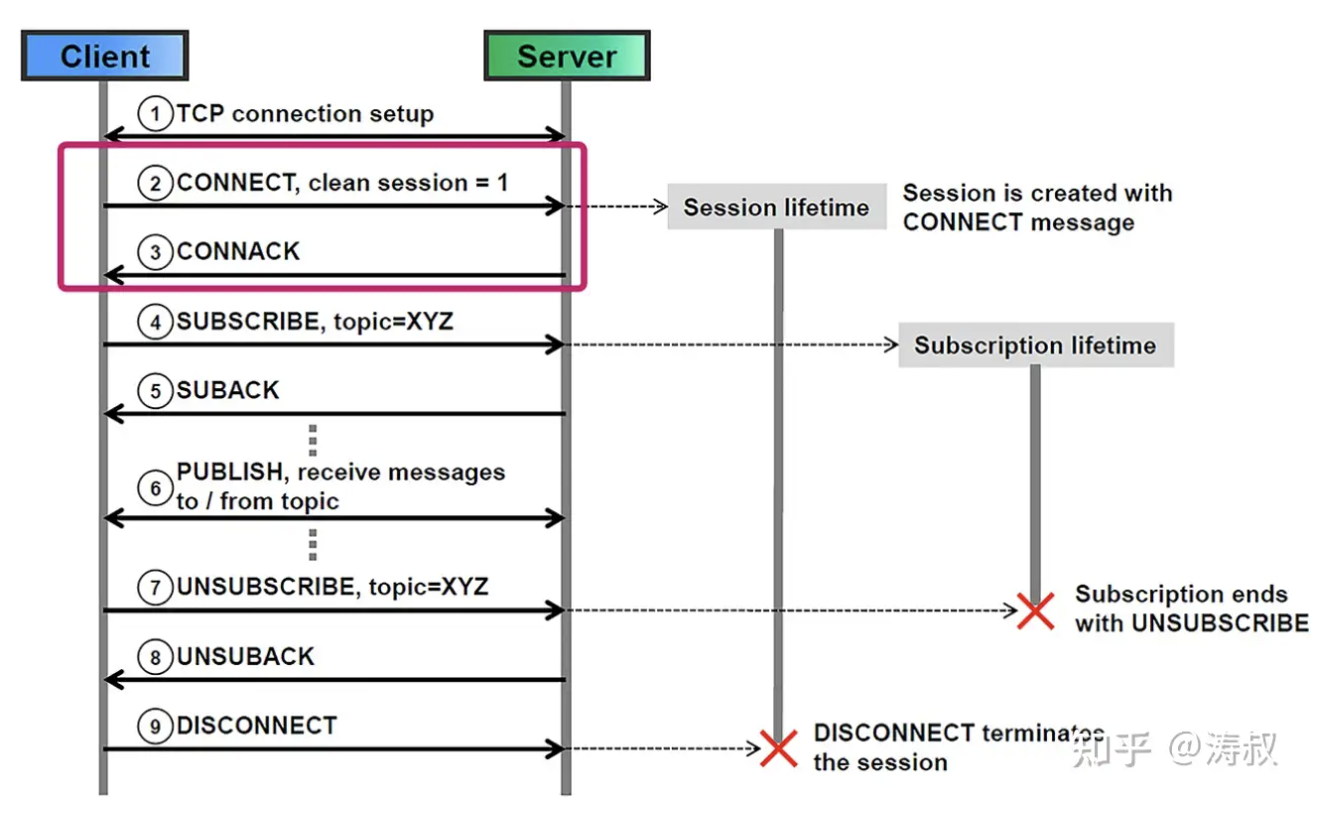 Client
Server
① TCP connection setup
② CONNECT, clean session = 1
Session lifetime
Session is created with
CONNECT message
③ CONNACK
④ SUBSCRIBE, topic=XYZ
Subscription lifetime
⑤ SUBACK
⑥ PUBLISH, receive messages
to / from topic
⑦ UNSUBSCRIBE, topic=XYZ
Subscription ends
with UNSUBSCRIBE
⑧ UNSUBACK
⑨ DISCONNECT
DISCONNECT terminates
the session
知乎 @涛叔